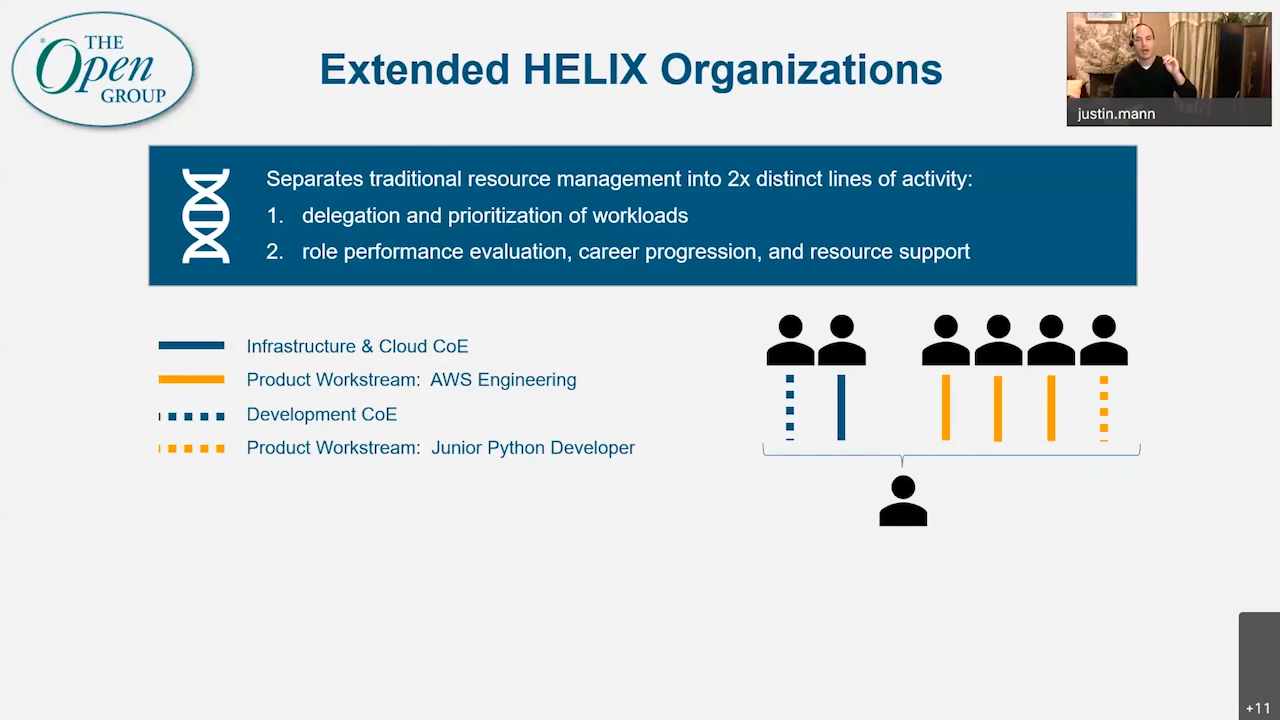 THE
Open
GROUP
®
Extended HELIX Organizations
justin.mann
Separates traditional resource management into 2x distinct lines of activity:
1. delegation and prioritization of workloads
2. role performance evaluation, career progression, and resource support
Infrastructure & Cloud CoE
Product Workstream: AWS Engineering
Development CoE
Product Workstream: Junior Python Developer
+11